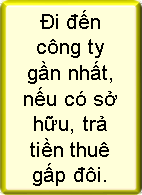 Đi đến
công ty
gần nhất,
nếu có sở
hữu, trả
tiền thuê
gấp đôi.